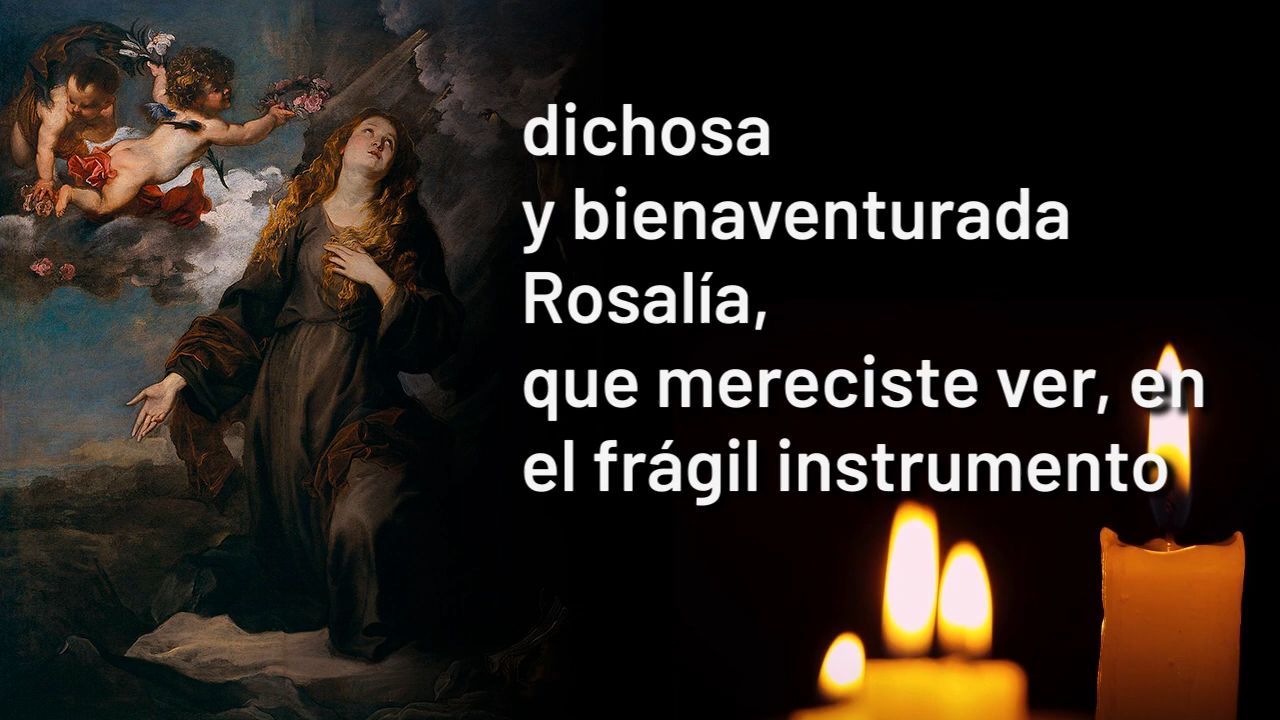 dichosa
y bienaventurada
Rosalía,
que mereciste ver, en
el frágil instrumento